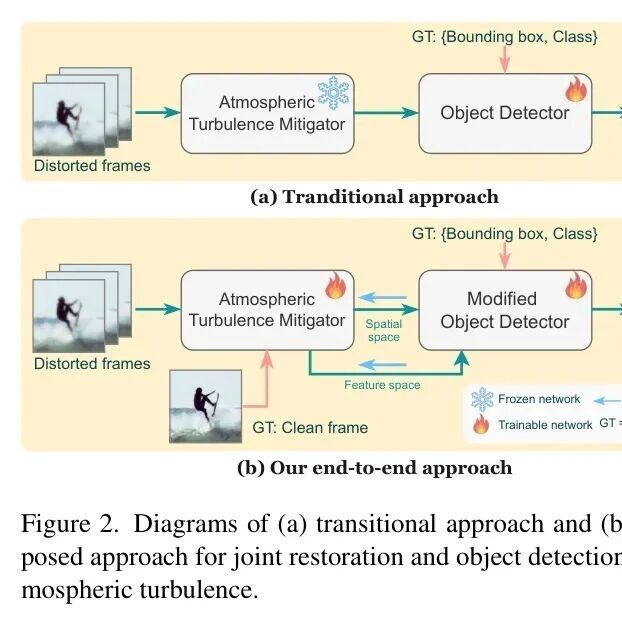 GT: {Bounding box, Class}
Atmospheric
Turbulence Mitigator
Object Detector
Distorted frames
(a) Tranditional approach
GT: {Bounding box, Class}
Atmospheric
Turbulence Mitigator
Modified
Object Detector
Spatial
space
Distorted frames
Feature space
GT: Clean frame
Frozen network
Trainable network GT =
(b) Our end-to-end approach
Figure 2. Diagrams of (a) transitional approach and (b
posed approach for joint restoration and object detection
mospheric turbulence.